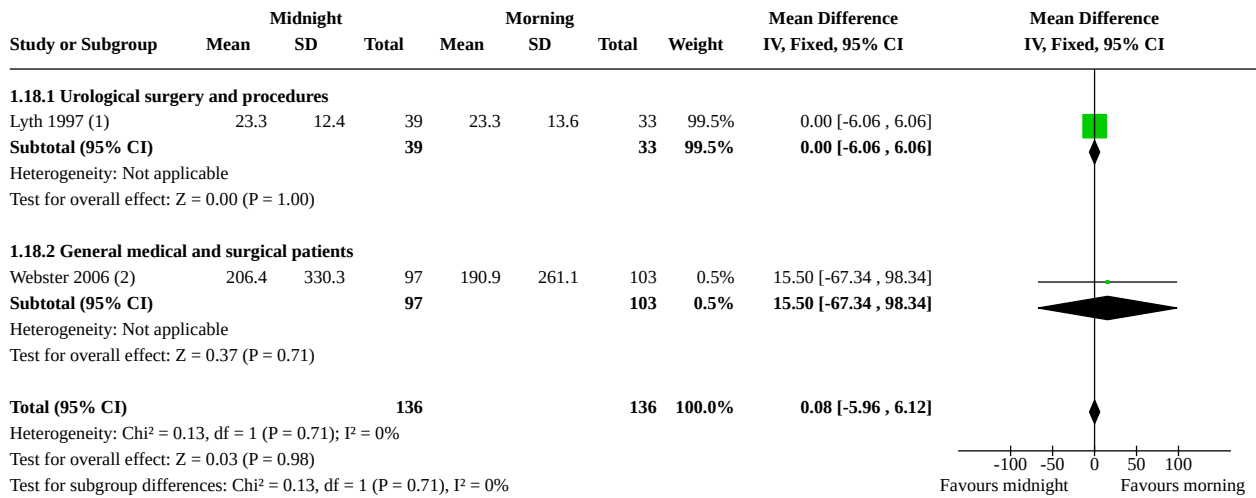 Midnight Morning Mean Difference Mean Difference
Study or Subgroup Mean SD Total Mean SD Total Weight IV, Fixed, 95% CI IV, Fixed, 95% CI
1.18.1 Urological surgery and procedures
Lyth 1997 (1) 23.3 12.4 39 23.3 13.6 33 99.5% 0.00 [-6.06 , 6.06]
Subtotal (95% CI) 39 33 99.5% 0.00 [-6.06 , 6.06]
Heterogeneity: Not applicable
Test for overall effect: Z = 0.00 (P = 1.00)
1.18.2 General medical and surgical patients
Webster 2006 (2) 206.4 330.3 97 190.9 261.1 103 0.5% 15.50 [-67.34 , 98.34]
Subtotal (95% CI) 97 103 0.5% 15.50 [-67.34 , 98.34]
Heterogeneity: Not applicable
Test for overall effect: Z = 0.37 (P = 0.71)
Total (95% CI) 136 136 100.0% 0.08 [-5.96 , 6.12]
Heterogeneity: Chi² = 0.13, df = 1 (P = 0.71); I² = 0%
Test for overall effect: Z = 0.03 (P = 0.98)
-100 -50 0 50 100
Test for subgroup differences: Chi² = 0.13, df = 1 (P = 0.71), I² = 0% Favours midnight Favours morning